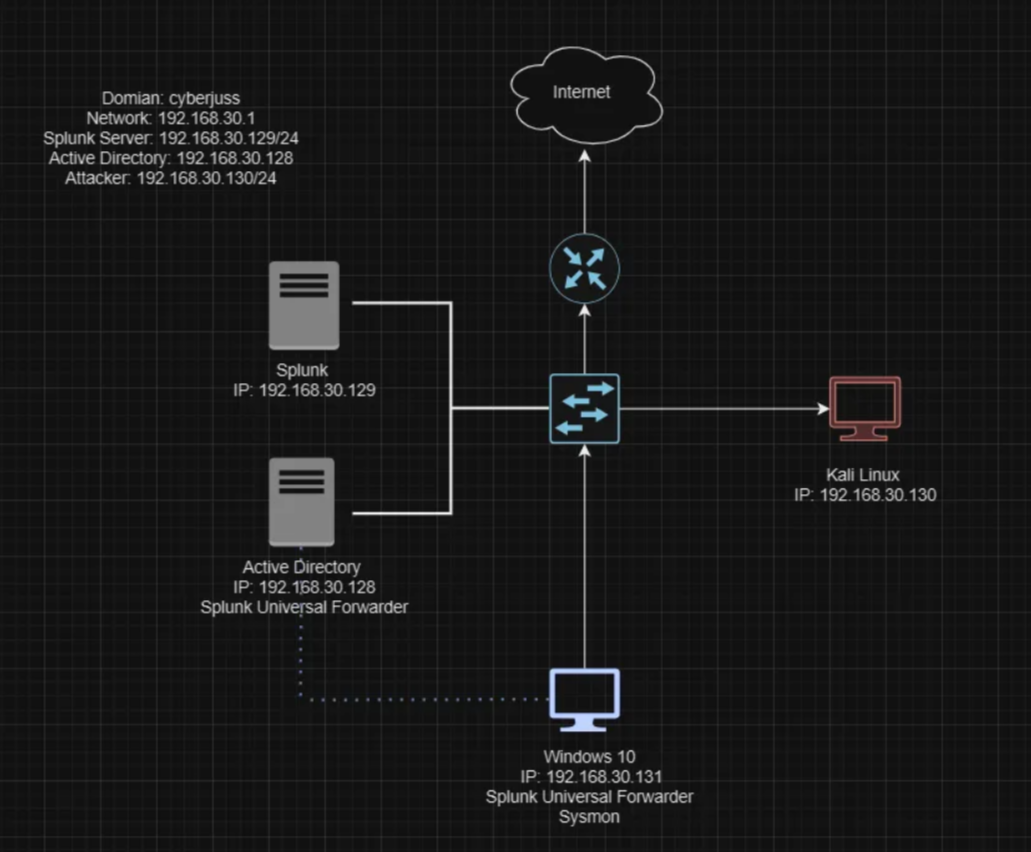 Domian: cyberjuss
Network: 192.168.30.1
Splunk Server: 192.168.30.129/24
Active Directory: 192.168.30.128
Attacker: 192.168.30.130/24
Internet
Splunk
IP: 192.168.30.129
Kali Linux
IP: 192.168.30.130
Active Directory
IP: 192.168.30.128
Splunk Universal Forwarder
Windows 10
IP: 192.168.30.131
Splunk Universal Forwarder
Sysmon